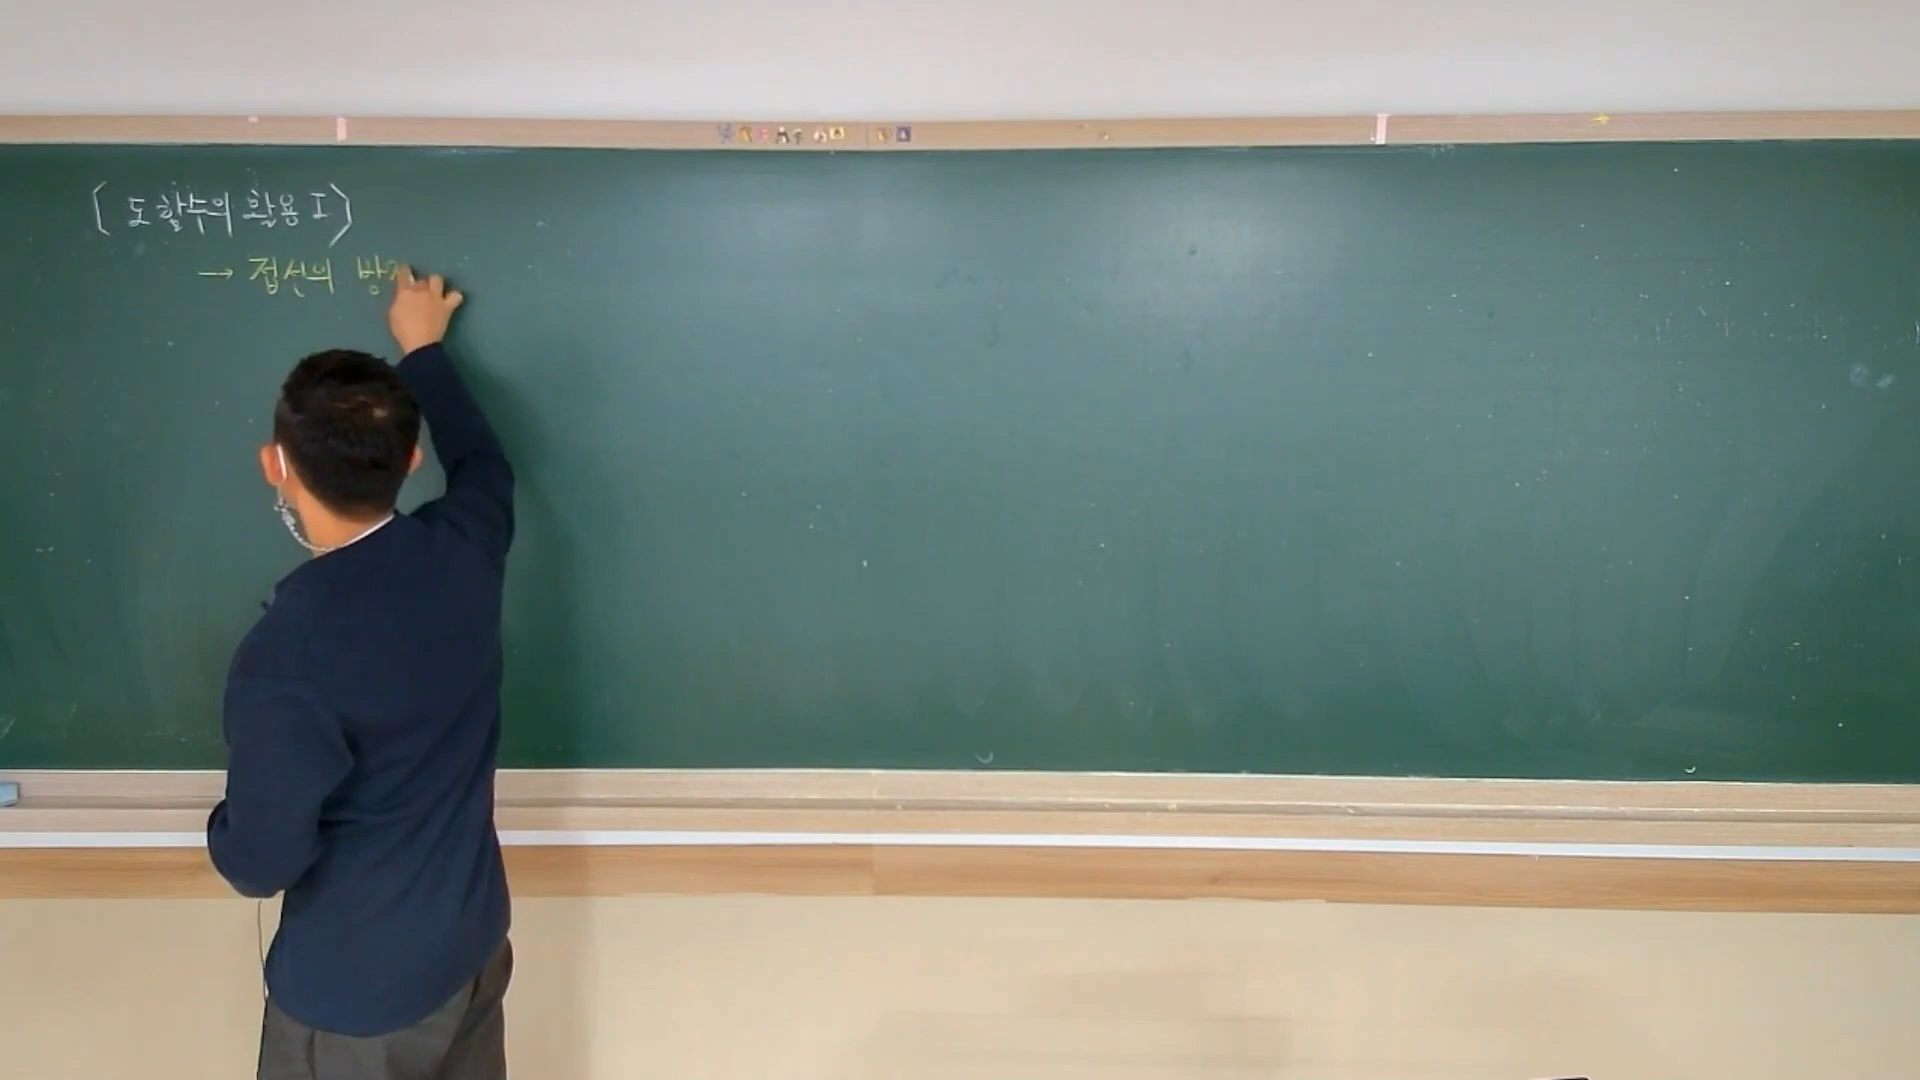 [도함수의 활용 I]
→ 접선의 방